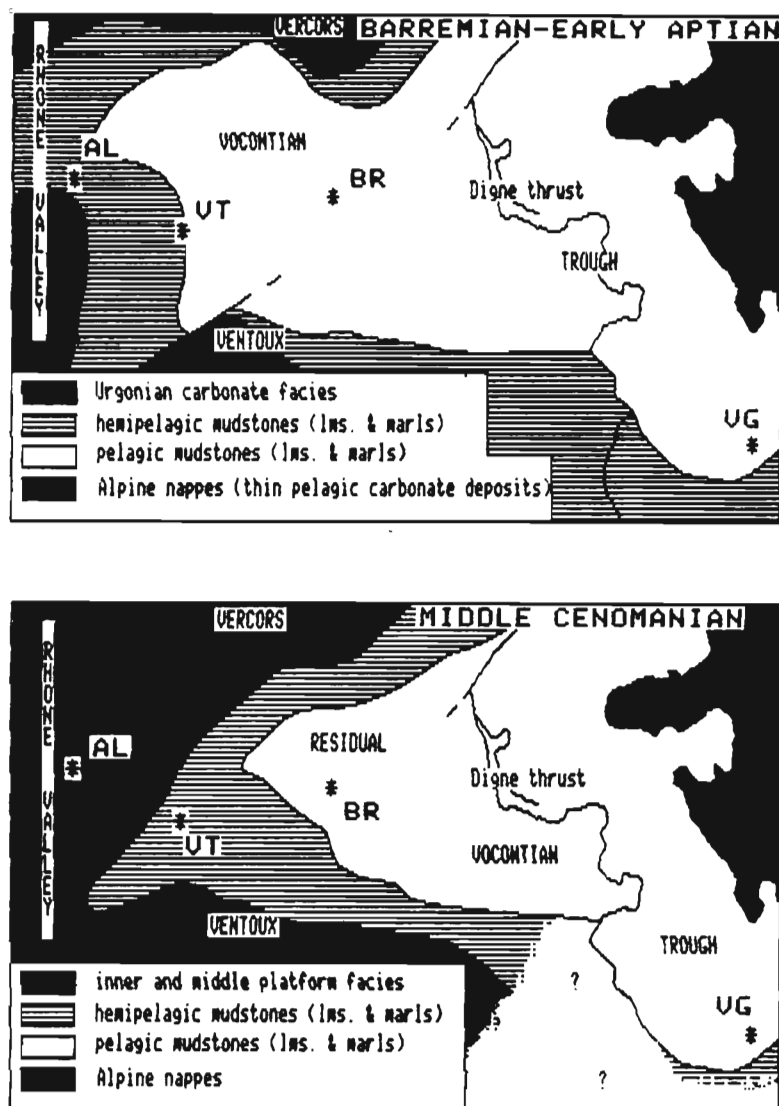 VERCORS BARREMIAN-EARLY APTIAN
RHONE VALLEY
AL
VOCONTIAN
BR
VT
Digne thrust
TROUGH
VENTOUX
VG
Urgonian carbonate facies
hemipelagic mudstones (lms. & marls)
pelagic mudstones (lms. & marls)
Alpine nappes (thin pelagic carbonate deposits)
VERCORS MIDDLE CENOMANIAN
RHONE VALLEY
AL
RESIDUAL
BR
VT
Digne thrust
VOCONTIAN
VENTOUX
TROUGH
?
VG
inner and middle platform facies
hemipelagic mudstones (lms. & marls)
pelagic mudstones (lms. & marls)
Alpine nappes
?